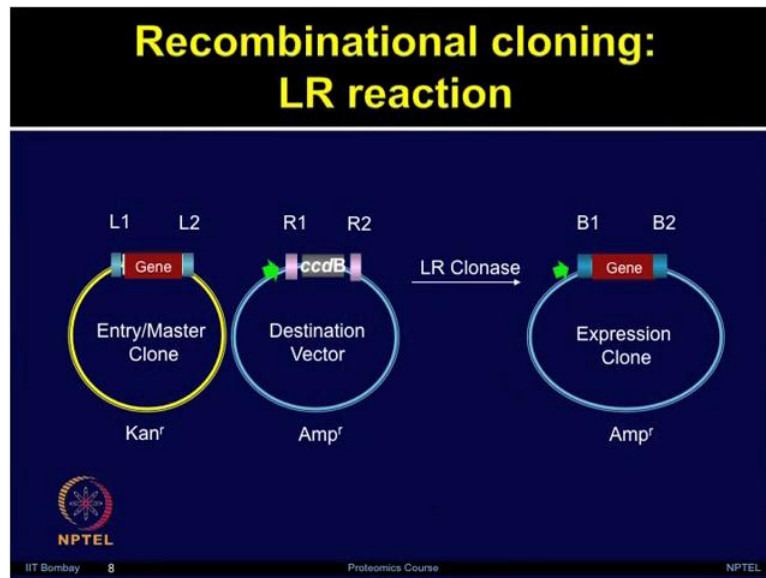 Recombinational cloning:
LR reaction
L1 L2 R1 R2 B1 B2
Gene ccdB LR Clonase Gene
Entry/Master Clone
Destination Vector
Expression Clone
Kanʳ Ampʳ Ampʳ
NPTEL
IIT Bombay 8 Proteomics Course NPTEL